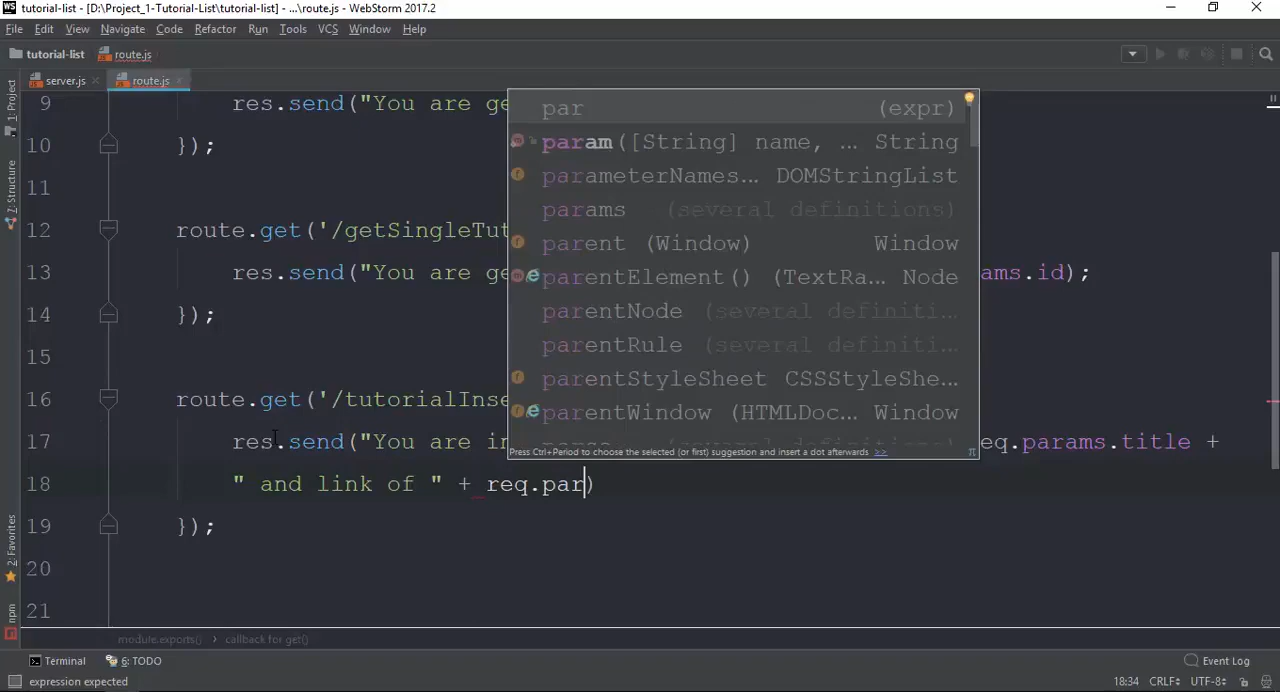 WS tutorial-list - [D:\Project_1-Tutorial-List\tutorial-list] - ...\route.js - WebStorm 2017.2
File Edit View Navigate Code Refactor Run Tools VCS Window Help
tutorial-list route.js
server.js route.js
1: Project
7: Structure
2: Favorites
npm
9 res.send("You are ge
10 });
11
12 route.get('/getSingleTut
13 res.send("You are ge ams.id);
14 });
15
16 route.get('/tutorialInse
17 res.send("You are in eq.params.title +
18 " and link of " + req.par)
19 });
20
21
par (expr)
param([String] name, ... String
parameterNames... DOMStringList
params (several definitions)
parent (Window) Window
parentElement() (TextRa... Node
parentNode (several definiti...
parentRule (several definiti...
parentStyleSheet CSSStyleShe...
parentWindow (HTMLDoc... Window
Press Ctrl+Period to choose the selected (or first) suggestion and insert a dot afterwards >> π
module.exports() › callback for get()
Terminal 6: TODO Event Log
expression expected 18:34 CRLF UTF-8